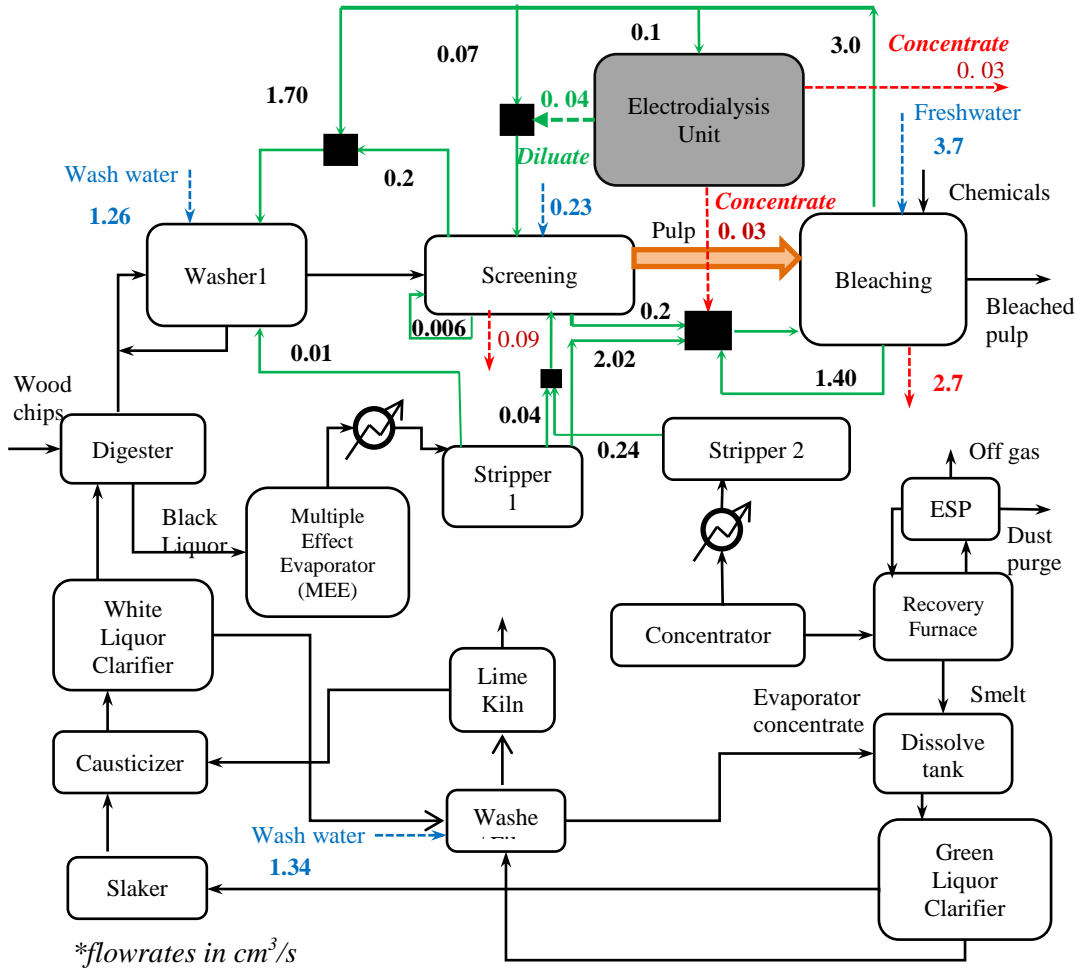 0.07
0.1
3.0
Concentrate
0. 03
1.70
0. 04
Electrodialysis
Unit
Freshwater
3.7
Diluate
Wash water
1.26
0.2
0.23
Concentrate
0. 03
Chemicals
Pulp
Washer1
Screening
Bleaching
Bleached
pulp
0.006
0.09
0.2
0.01
2.02
1.40
2.7
Wood
chips
0.04
0.24
Digester
Stripper
1
Stripper 2
Off gas
ESP
Dust
purge
Black
Liquor
Multiple
Effect
Evaporator
(MEE)
White
Liquor
Clarifier
Concentrator
Recovery
Furnace
Lime
Kiln
Evaporator
concentrate
Smelt
Causticizer
Dissolve
tank
Washe
Wash water
1.34
Slaker
Green
Liquor
Clarifier
*flowrates in cm³/s